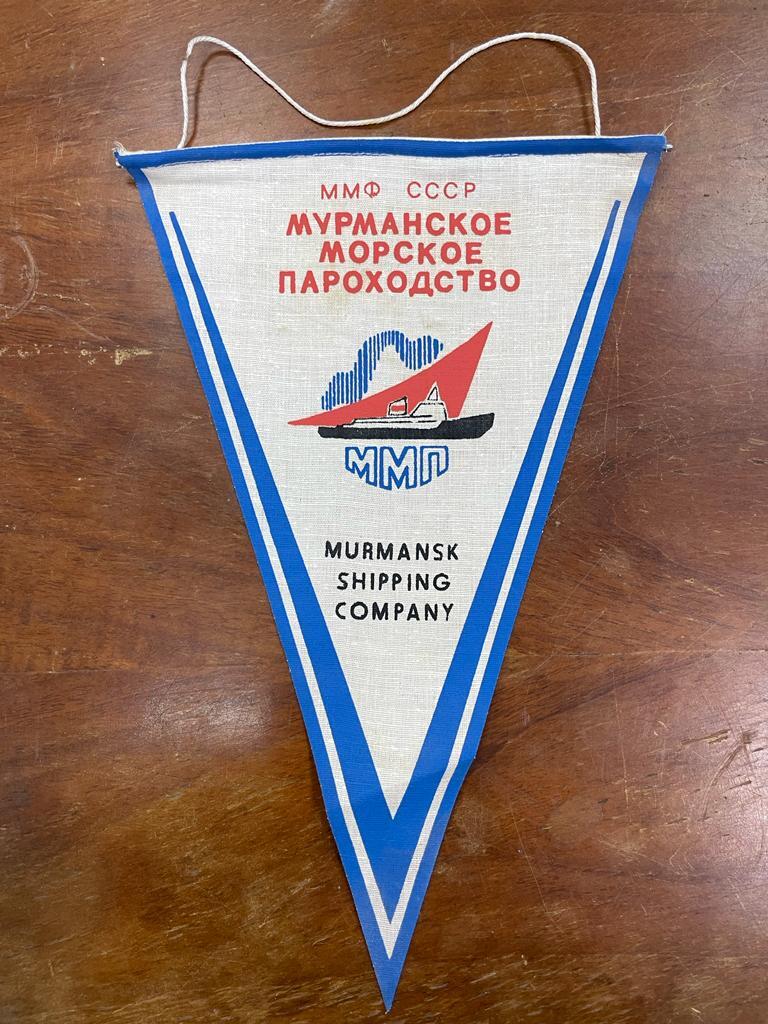 ММФ СССР
МУРМАНСКОЕ
МОРСКОЕ
ПАРОХОДСТВО
ММП
MURMANSK
SHIPPING
COMPANY